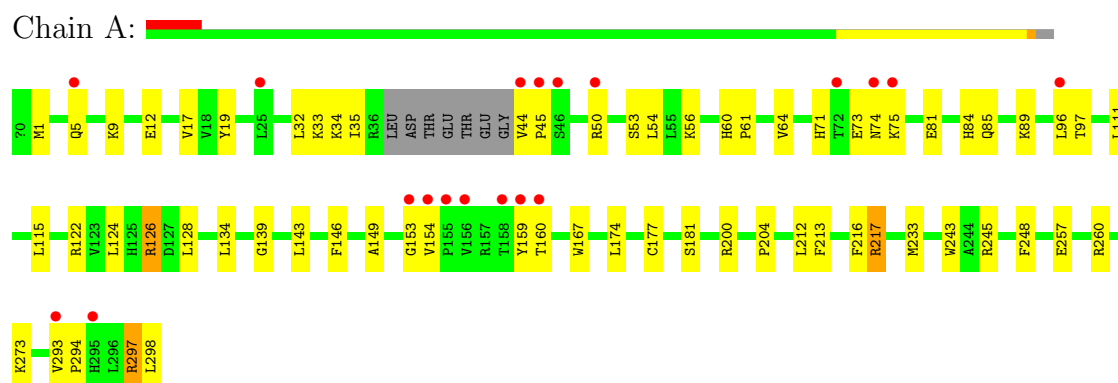 Chain A:
?0 M1 Q5 K9 E12 V17 V18 Y19 L25 L32 K33 K34 I35 R36 LEU ASP THR GLU THR GLU GLY V44 P45 S46 R50 S53 L54 L55 K56 H60 P61 V64 H71 T72 E73 N74 K75 E81 H84 Q85 K89 L96 T97 L111
L115 R122 V123 L124 H125 R126 D127 L128 L134 G139 L143 F146 A149 G153 V154 P155 V156 R157 T158 Y159 T160 W167 L174 C177 S181 R200 P204 L212 F213 F216 R217 M233 W243 A244 R245 F248 E257 R260
K273 V293 P294 H295 L296 R297 L298